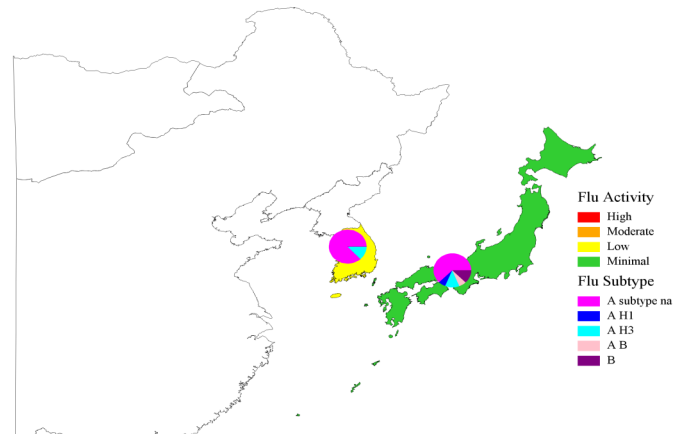 Flu Activity
High
Moderate
Low
Minimal
Flu Subtype
A subtype na
A H1
A H3
A B
B